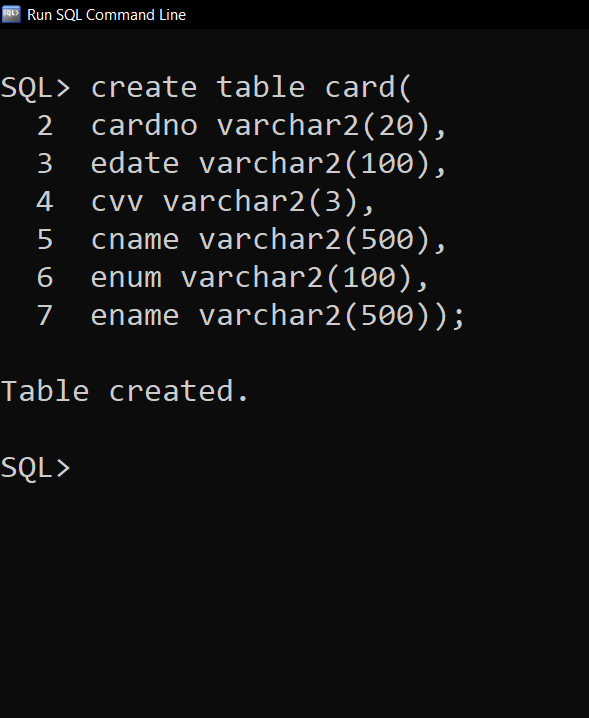 Run SQL Command Line
SQL> create table card(
2 cardno varchar2(20),
3 edate varchar2(100),
4 cvv varchar2(3),
5 cname varchar2(500),
6 enum varchar2(100),
7 ename varchar2(500));
Table created.
SQL>